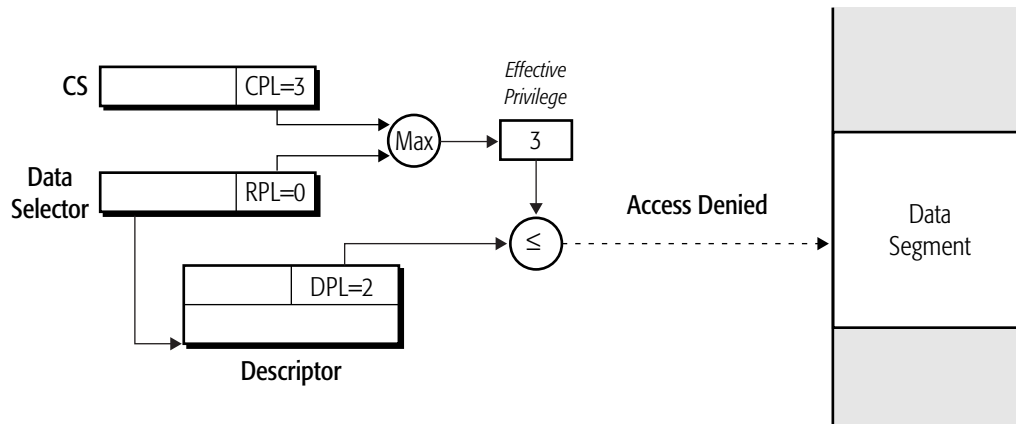 CS
CPL=3
Effective
Privilege
Max
3
Data
Selector
RPL=0
Access Denied
≤
Data
Segment
DPL=2
Descriptor